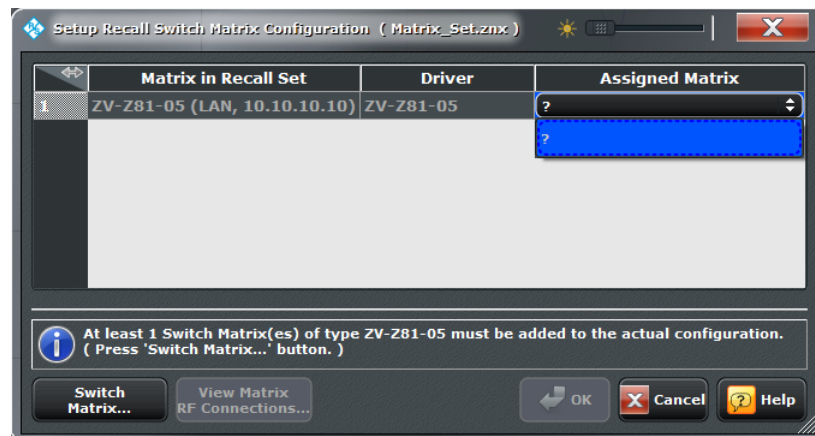 Setup Recall Switch Matrix Configuration ( Matrix_Set.znx )
Matrix in Recall Set Driver Assigned Matrix
1 ZV-Z81-05 (LAN, 10.10.10.10) ZV-Z81-05 ?
?
At least 1 Switch Matrix(es) of type ZV-Z81-05 must be added to the actual configuration.
( Press 'Switch Matrix...' button. )
Switch
Matrix...
View Matrix
RF Connections...
OK
Cancel
Help